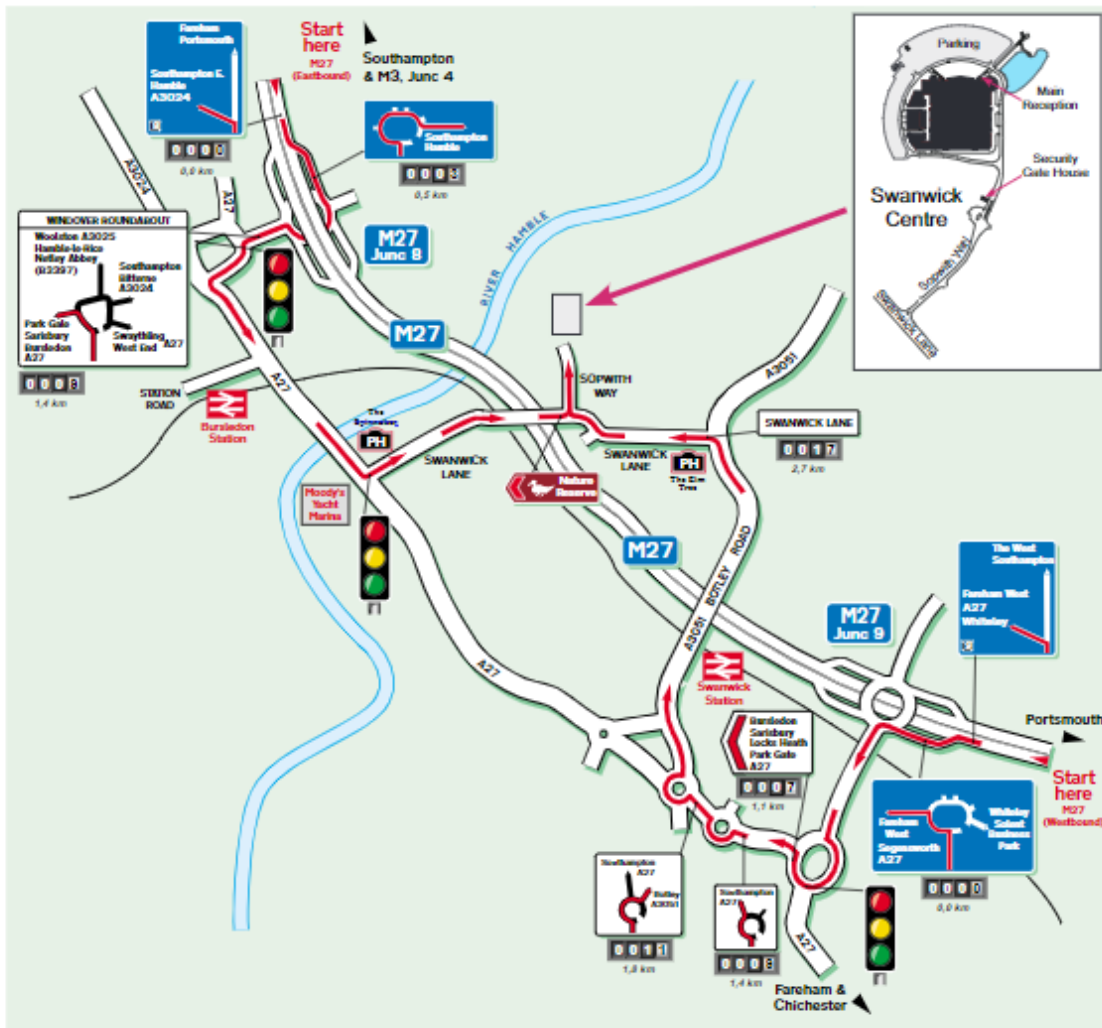 Fareham
Portsmouth
Southampton E.
Hamble
A3024
0,0 km
Start
here
M27
(Eastbound)
Southampton
& M3, Junc 4
Southampton
Hamble
0,5 km
Parking
Main
Reception
Security
Gate House
Swanwick
Centre
Sopwith Way
Swanwick Lane
A3024
A27
WINDOVER ROUNDABOUT
Woolston A3025
Hamble-le-Rice
Netley Abbey
(B3397)
Southampton
Bitterne
A3024
Park Gate
Sarisbury
Bursledon
A27
Swaythling
West End
A27
1,4 km
M27
Junc 8
RIVER HAMBLE
M27
A3051
STATION
ROAD
A27
Bursledon
Station
The
PH
SOPWITH
WAY
SWANWICK
LANE
SWANWICK
LANE
SWANWICK LANE
0017
2,7 km
PH
The Elm
Tree
Nature
Reserve
Moody's
Yacht
Marina
M27
A3051 BOTLEY ROAD
The West
Southampton
Fareham West
A27
Whiteley
M27
Junc 9
A27
Swanwick
Station
Portsmouth
Start
here
M27
(Westbound)
Bursledon
Sarisbury
Locks Heath
Park Gate
A27
0007
1,1 km
Fareham
West
Segensworth
A27
Whiteley
Solent
Business
Park
0000
0,0 km
Southampton
A27
Botley
A3051
0011
1,8 km
Southampton
A27
1,4 km
A27
Fareham &
Chichester